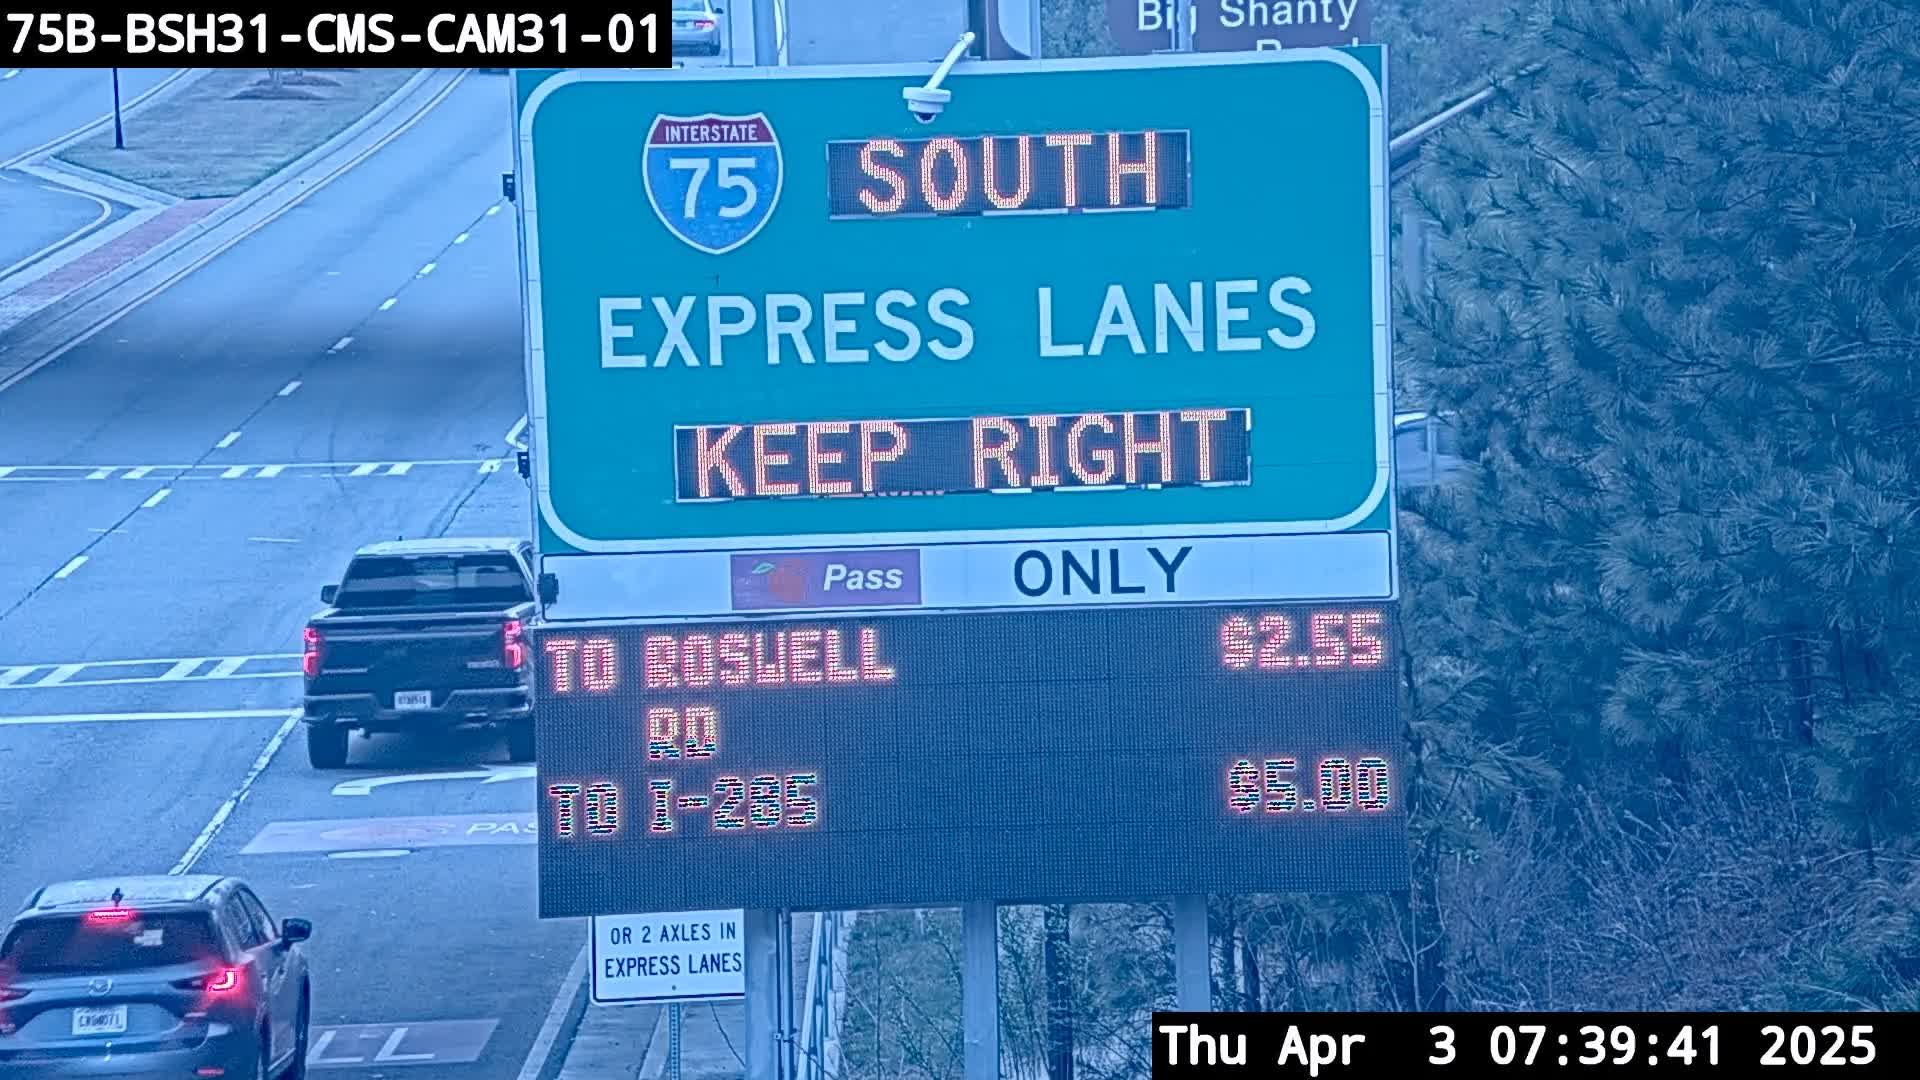 75B-BSH31-CMS-CAM31-01
Big Shanty
INTERSTATE
75
SOUTH
EXPRESS LANES
KEEP RIGHT
Pass ONLY
TO ROSWELL $2.55
RD
TO I-285 $5.00
OR 2 AXLES IN
EXPRESS LANES
Thu Apr 3 07:39:41 2025